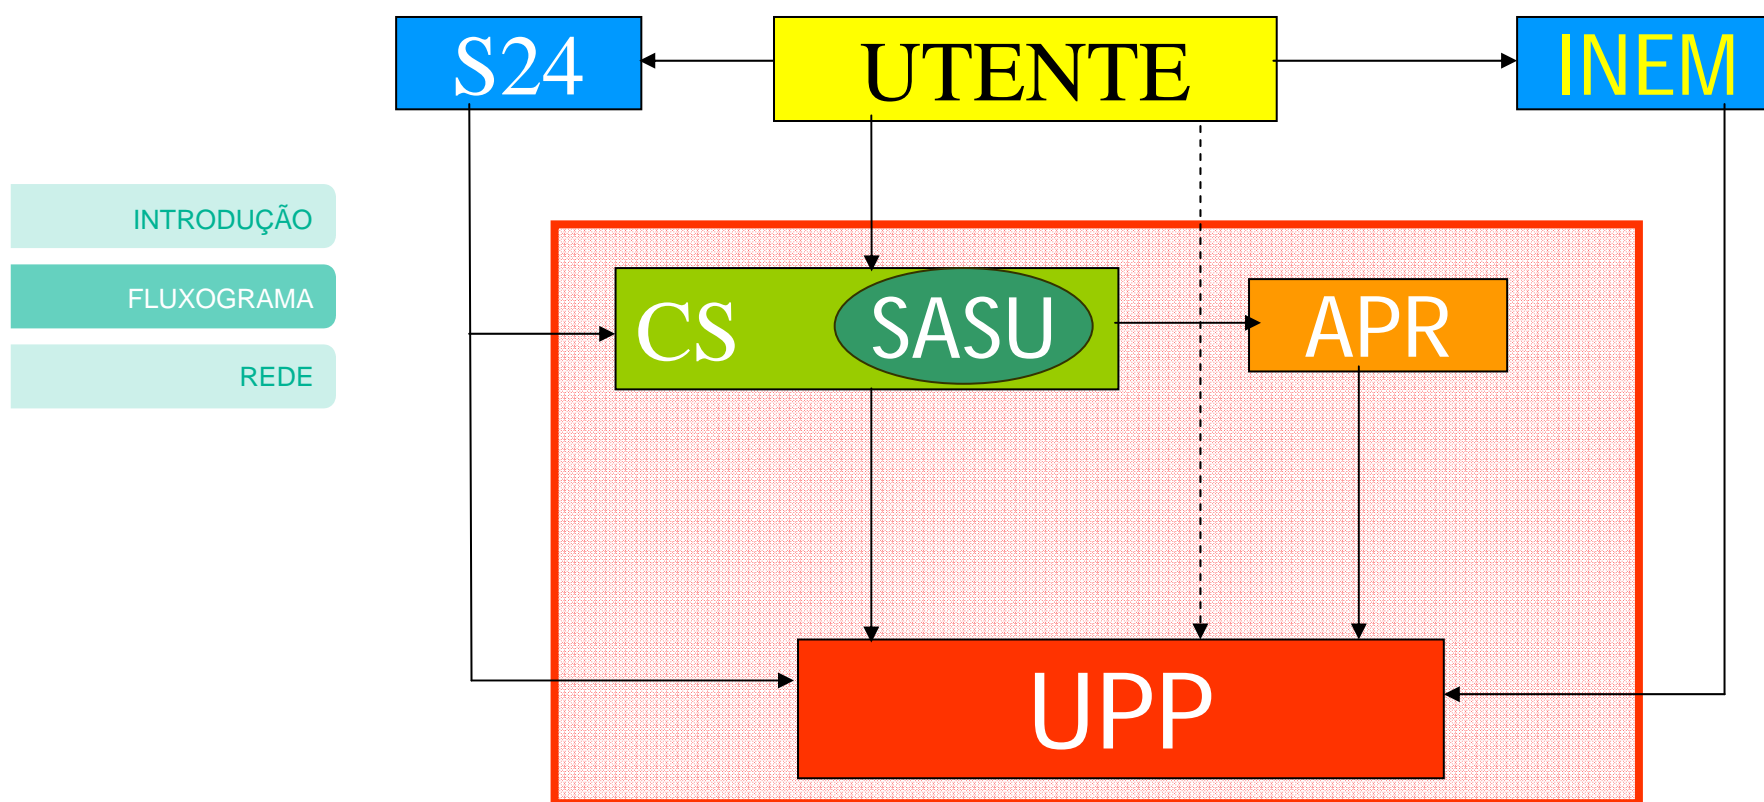 S24
UTENTE
INEM
INTRODUÇÃO
FLUXOGRAMA
REDE
CS
SASU
APR
UPP